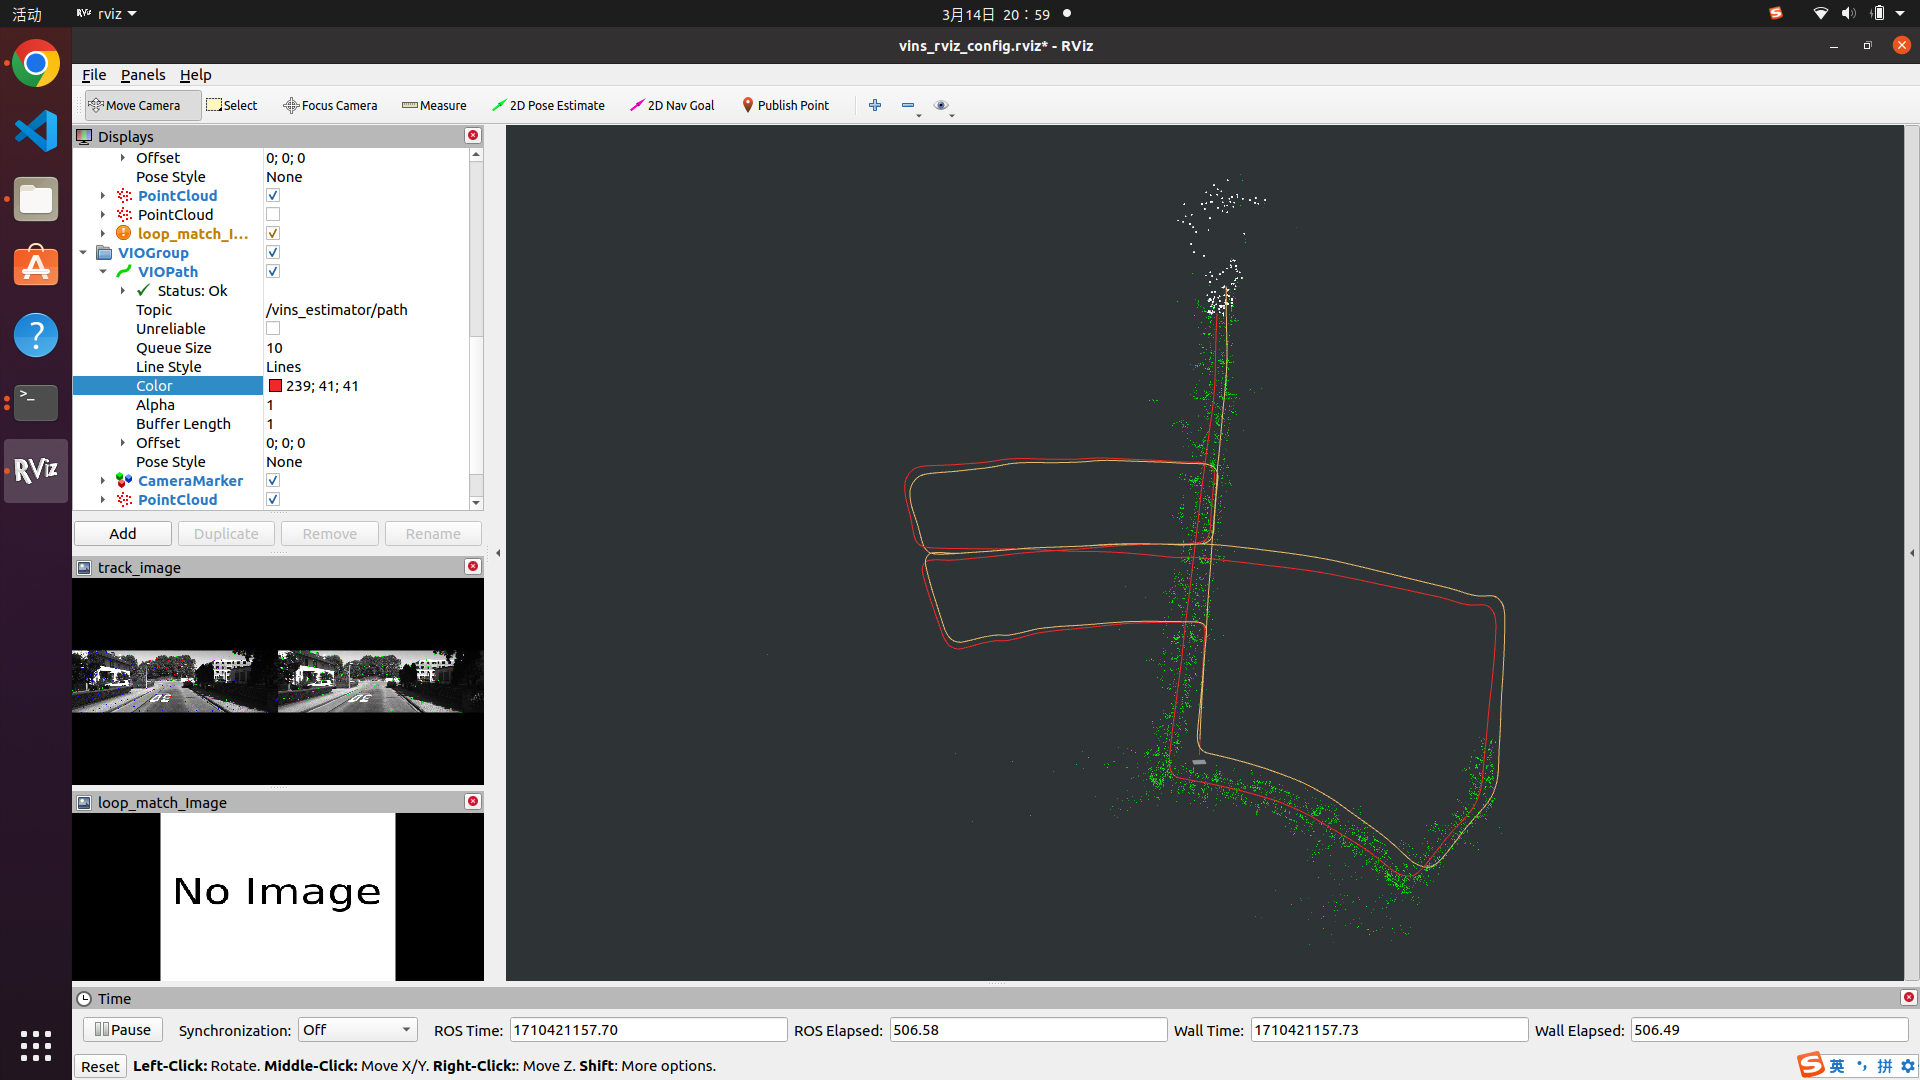 活动
RViz rviz
3月14日 20:59
vins_rviz_config.rviz* - RViz
File Panels Help
Move Camera Select Focus Camera Measure 2D Pose Estimate 2D Nav Goal Publish Point
Displays
Offset 0; 0; 0
Pose Style None
PointCloud
PointCloud
loop_match_I...
VIOGroup
VIOPath
Status: Ok
Topic /vins_estimator/path
Unreliable
Queue Size 10
Line Style Lines
Color 239; 41; 41
Alpha 1
Buffer Length 1
Offset 0; 0; 0
Pose Style None
CameraMarker
PointCloud
Add Duplicate Remove Rename
track_image
30 30
loop_match_Image
No Image
Time
Pause Synchronization: Off ROS Time: 1710421157.70 ROS Elapsed: 506.58 Wall Time: 1710421157.73 Wall Elapsed: 506.49
Reset Left-Click: Rotate. Middle-Click: Move X/Y. Right-Click:: Move Z. Shift: More options.
RViz
>_
?
S 英 拼